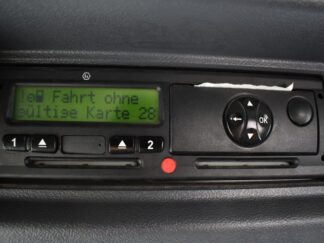 ! Fahrt ohne
gültige Karte 28
1 2
OK